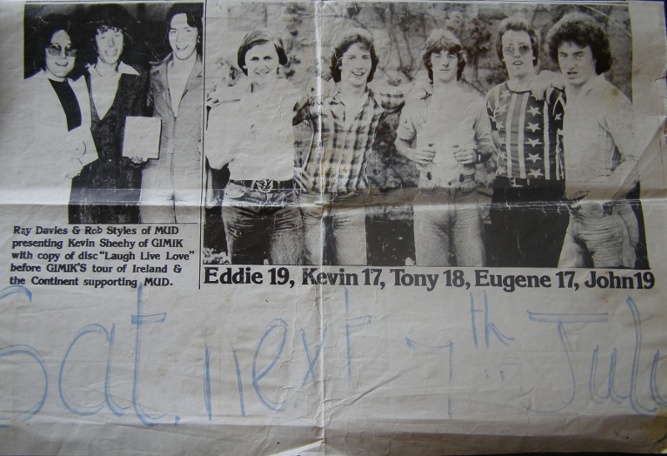 Ray Davies & Rob Styles of MUD
presenting Kevin Sheehy of GIMIK
with copy of disc "Laugh Live Love"
before GIMIK'S tour of Ireland &
the Continent supporting MUD.
Eddie 19, Kevin 17, Tony 18, Eugene 17, John 19
Sat. next 7th July